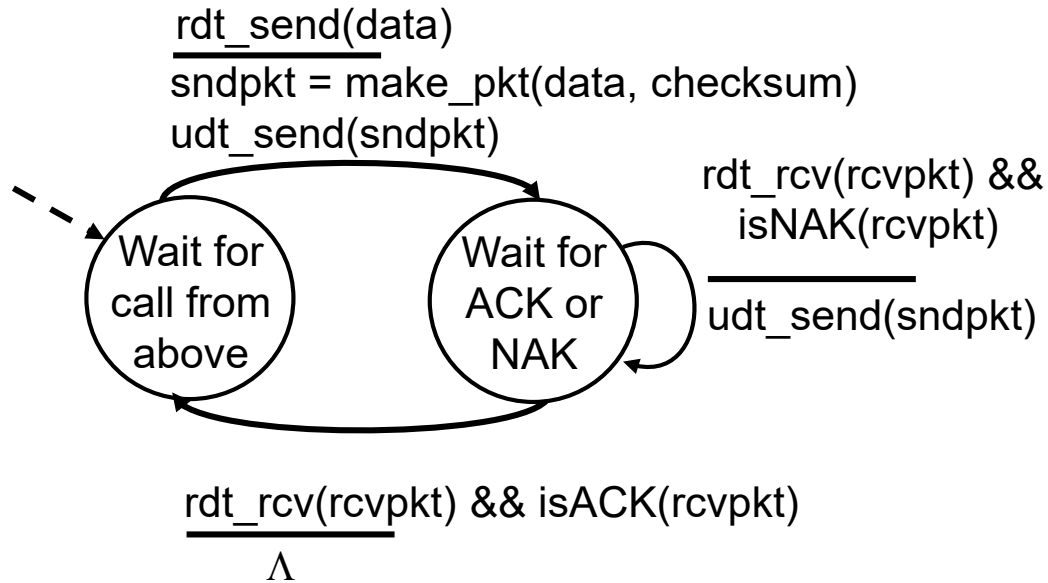 rdt_send(data)
sndpkt = make_pkt(data, checksum)
udt_send(sndpkt)
rdt_rcv(rcvpkt) &&
isNAK(rcvpkt)
udt_send(sndpkt)
Wait for
call from
above
Wait for
ACK or
NAK
rdt_rcv(rcvpkt) && isACK(rcvpkt)
Λ